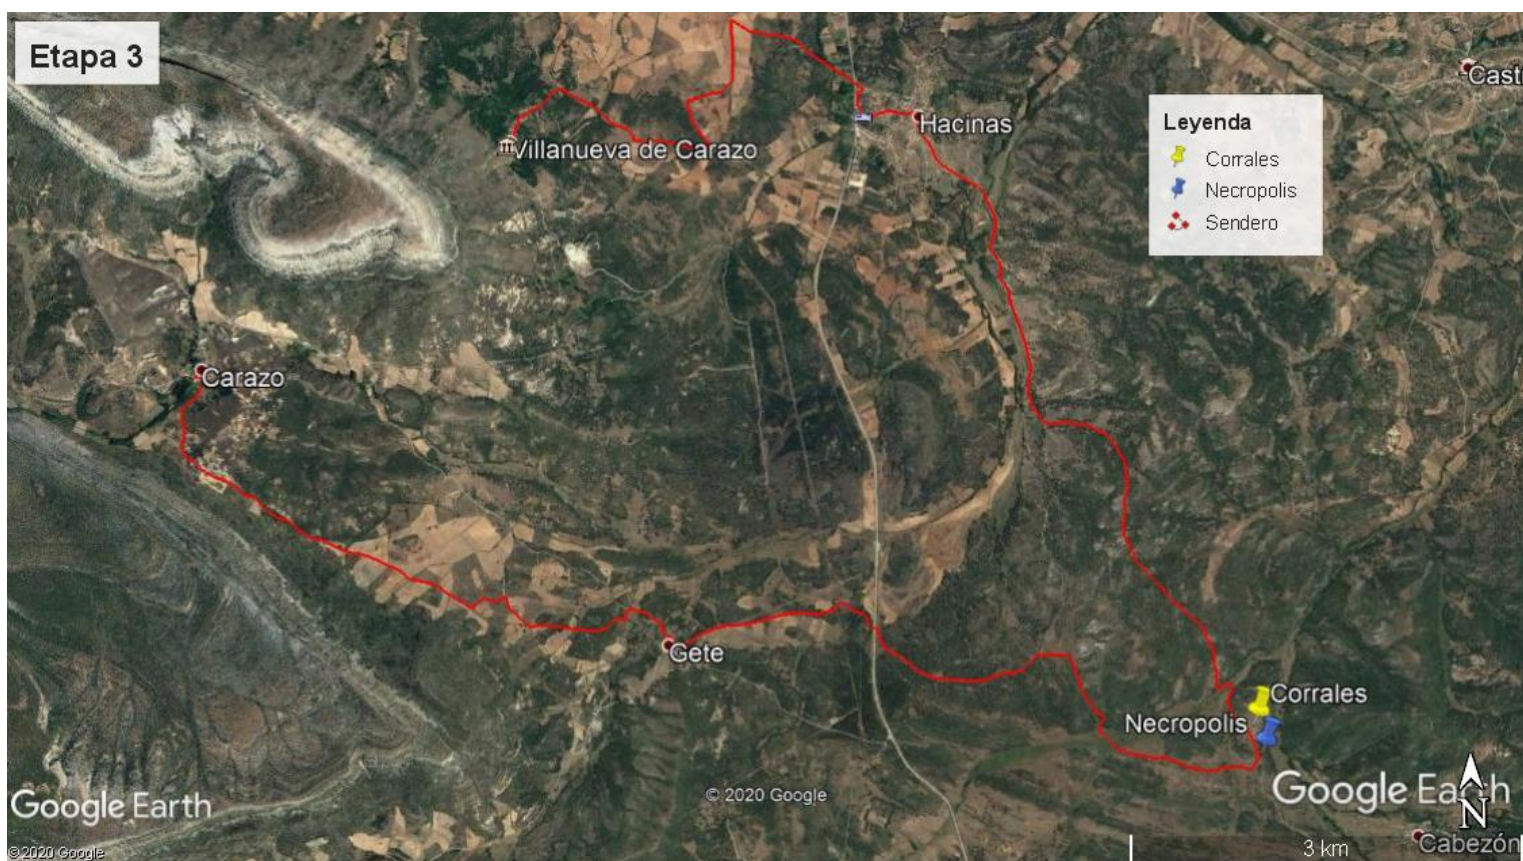 Etapa 3
Cast
Hacinas
Villanueva de Carazo
Leyenda
Corrales
Necropolis
Sendero
Carazo
Gete
Corrales
Necropolis
Google Earth
© 2020 Google
Google Earth
N
Cabezón
3 km
© 2020 Google